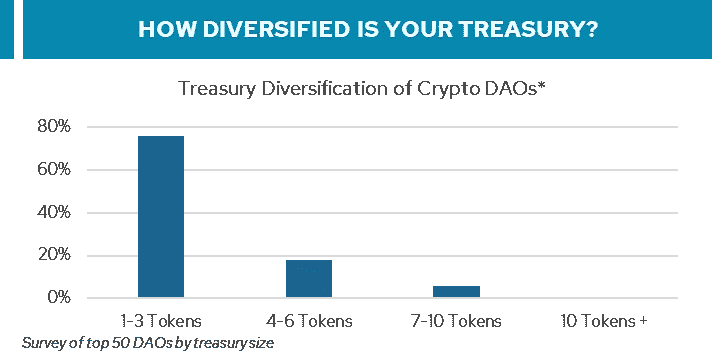 HOW DIVERSIFIED IS YOUR TREASURY?
Treasury Diversification of Crypto DAOs*
80%
60%
40%
20%
0%
1-3 Tokens 4-6 Tokens 7-10 Tokens 10 Tokens +
Survey of top 50 DAOs by treasury size